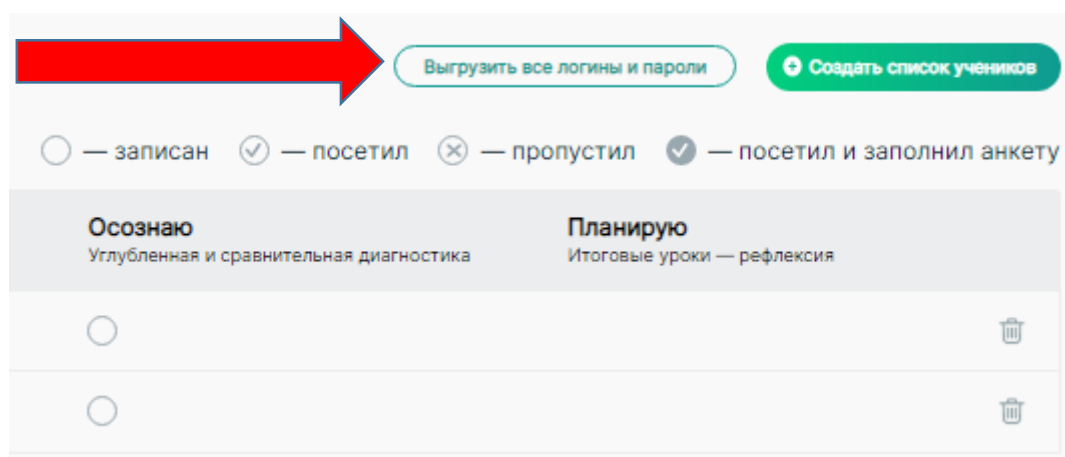 Выгрузить все логины и пароли
Создать список учеников
— записан — посетил — пропустил — посетил и заполнил анкету
Осознаю Планирую
Углубленная и сравнительная диагностика Итоговые уроки — рефлексия